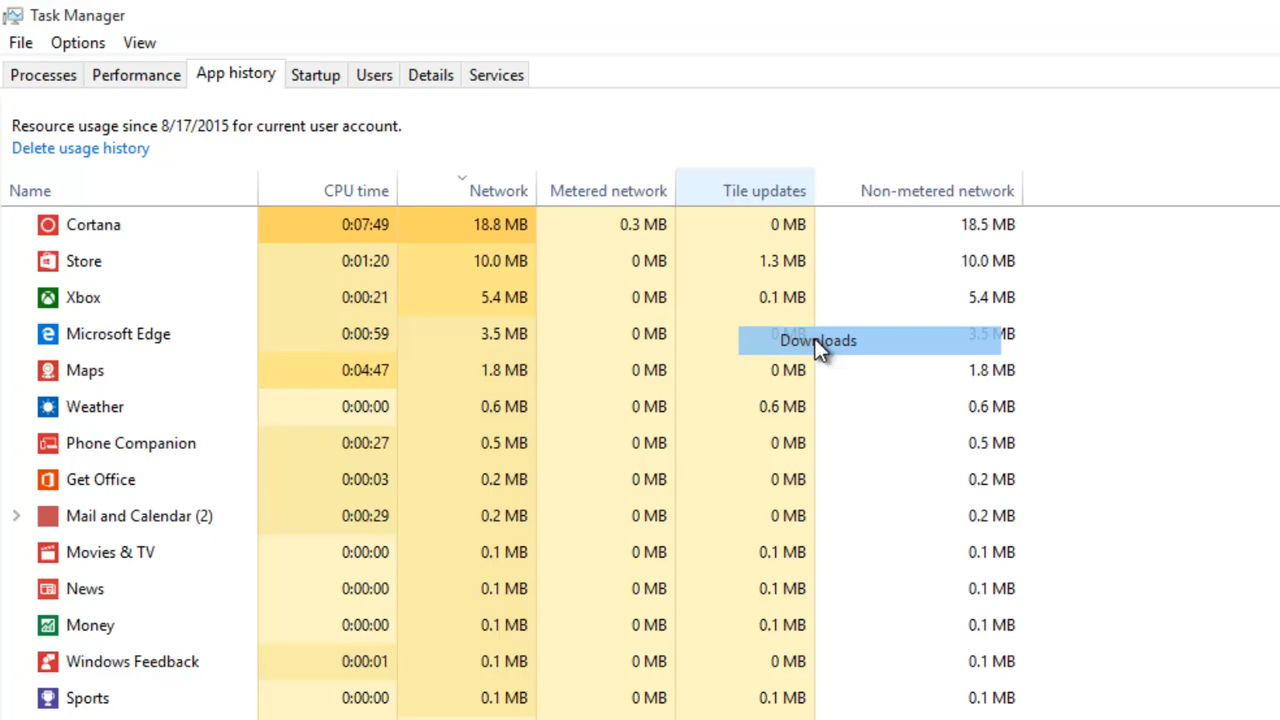 Task Manager
File Options View
Processes Performance App history Startup Users Details Services
Resource usage since 8/17/2015 for current user account.
Delete usage history
Name CPU time Network Metered network Tile updates Non-metered network
Cortana 0:07:49 18.8 MB 0.3 MB 0 MB 18.5 MB
Store 0:01:20 10.0 MB 0 MB 1.3 MB 10.0 MB
Xbox 0:00:21 5.4 MB 0 MB 0.1 MB 5.4 MB
Microsoft Edge 0:00:59 3.5 MB 0 MB 0 MB 3.5 MB
Downloads
Maps 0:04:47 1.8 MB 0 MB 0 MB 1.8 MB
Weather 0:00:00 0.6 MB 0 MB 0.6 MB 0.6 MB
Phone Companion 0:00:27 0.5 MB 0 MB 0 MB 0.5 MB
Get Office 0:00:03 0.2 MB 0 MB 0 MB 0.2 MB
Mail and Calendar (2) 0:00:29 0.2 MB 0 MB 0 MB 0.2 MB
Movies & TV 0:00:00 0.1 MB 0 MB 0.1 MB 0.1 MB
News 0:00:00 0.1 MB 0 MB 0.1 MB 0.1 MB
Money 0:00:00 0.1 MB 0 MB 0.1 MB 0.1 MB
Windows Feedback 0:00:01 0.1 MB 0 MB 0 MB 0.1 MB
Sports 0:00:00 0.1 MB 0 MB 0.1 MB 0.1 MB